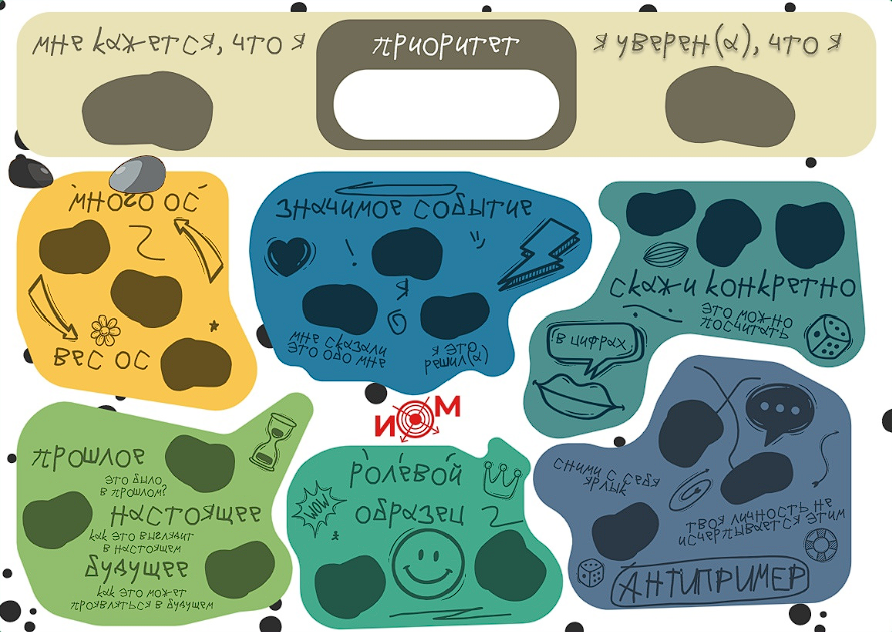 мне кажется, что я
приоритет
я уверен(а), что я
много ос
вес ос
значимое событие
я
мне сказали
это обо мне
я это
решил(а)
скажи конкретно
это можно
посчитать
в цифрах
ИОМ
прошлое
это было
в прошлом?
настоящее
как это выглядит
в настоящем
будущее
как это может
проявляться в будущем
ролевой
образец
WOW
сними с себя
ярлык
твоя личность не
исчерпывается этим
антипример